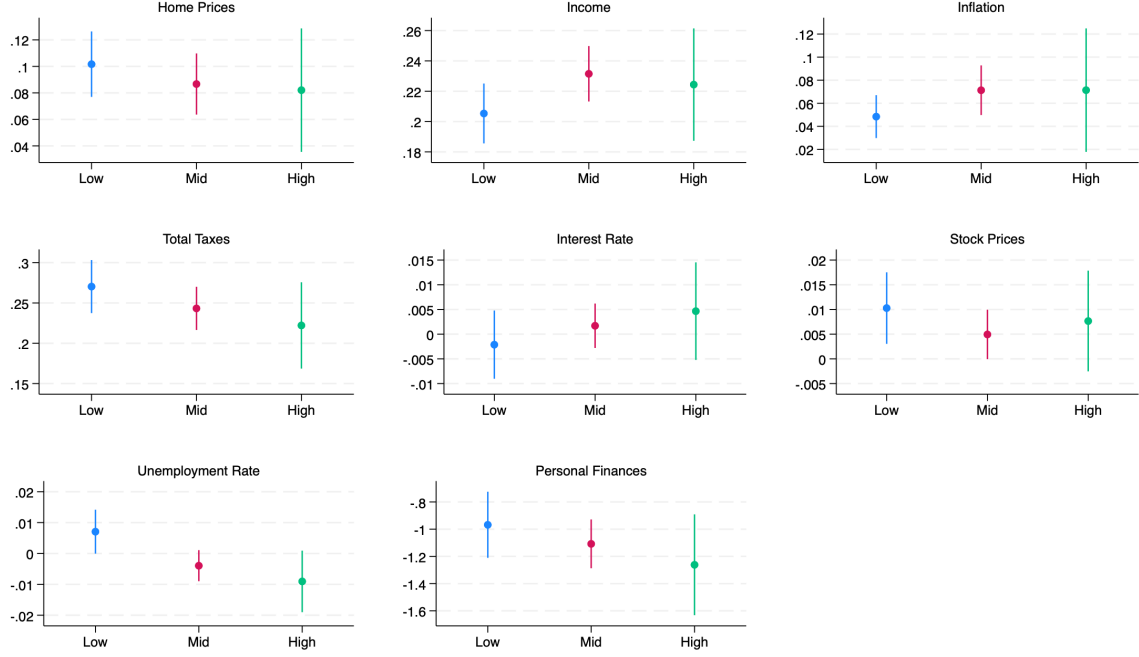 Home Prices
.12
.1
.08
.06
.04
Low Mid High
Income
.26
.24
.22
.2
.18
Low Mid High
Inflation
.12
.1
.08
.06
.04
.02
Low Mid High
Total Taxes
.3
.25
.2
.15
Low Mid High
Interest Rate
.015
.01
.005
0
-.005
-.01
Low Mid High
Stock Prices
.02
.015
.01
.005
0
-.005
Low Mid High
Unemployment Rate
.02
.01
0
-.01
-.02
Low Mid High
Personal Finances
-.8
-1
-1.2
-1.4
-1.6
Low Mid High